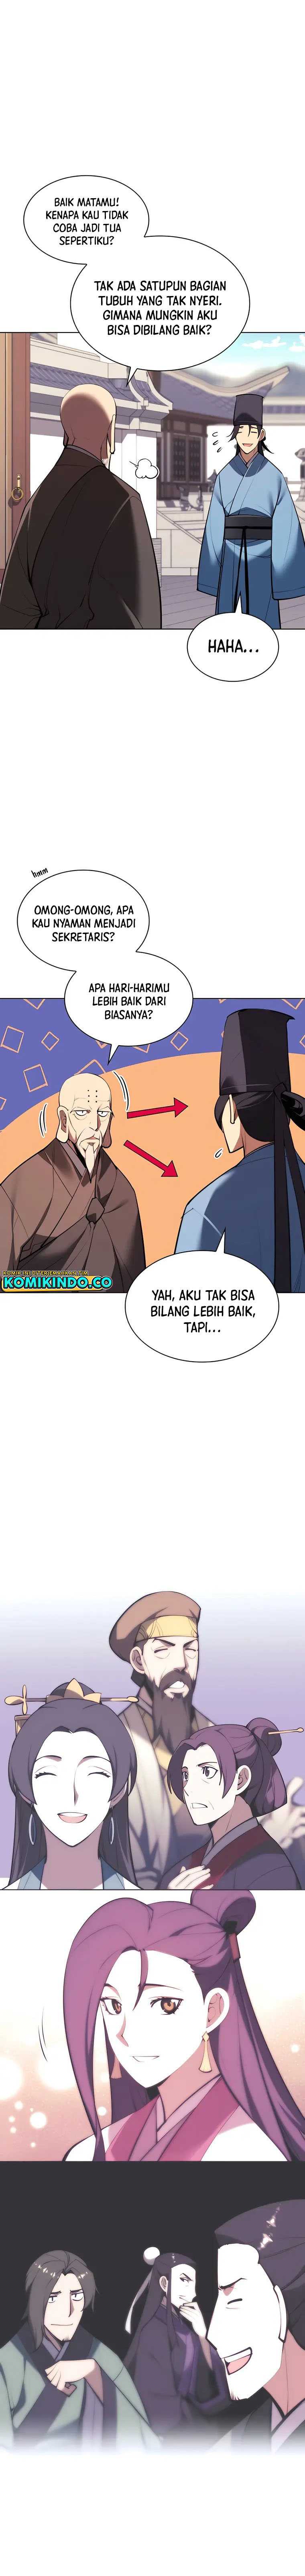 BAIK MATAMU!
KENAPA KAU TIDAK
COBA JADI TUA
SEPERTIKU?
TAK ADA SATUPUN BAGIAN
TUBUH YANG TAK NYERI.
GIMANA MUNGKIN AKU
BISA DIBILANG BAIK?
HAHA...
hmm
OMONG-OMONG, APA
KAU NYAMAN MENJADI
SEKRETARIS?
APA HARI-HARIMU
LEBIH BAIK DARI
BIASANYA?
KOMIKINDO.CO
YAH, AKU TAK BISA
BILANG LEBIH BAIK,
TAPI...